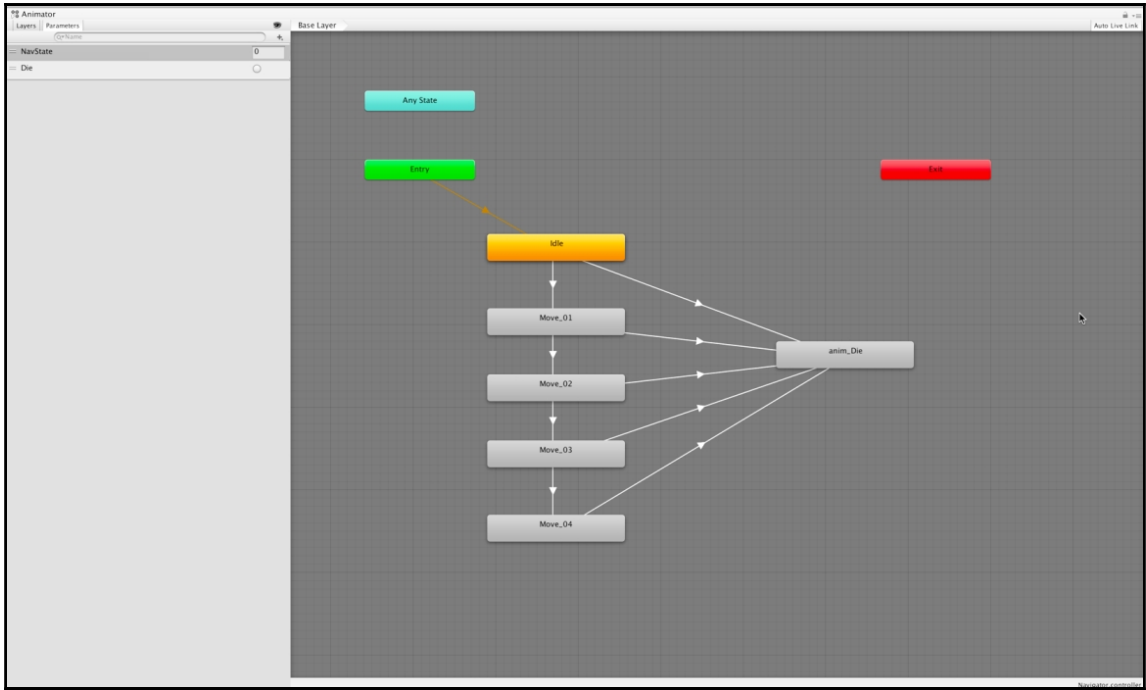 Animator
Layers Parameters
Name
NavState 0
Die
Base Layer
Auto Live Link
Any State
Entry
Exit
Idle
Move_01
anim_Die
Move_02
Move_03
Move_04
Navigator.controller